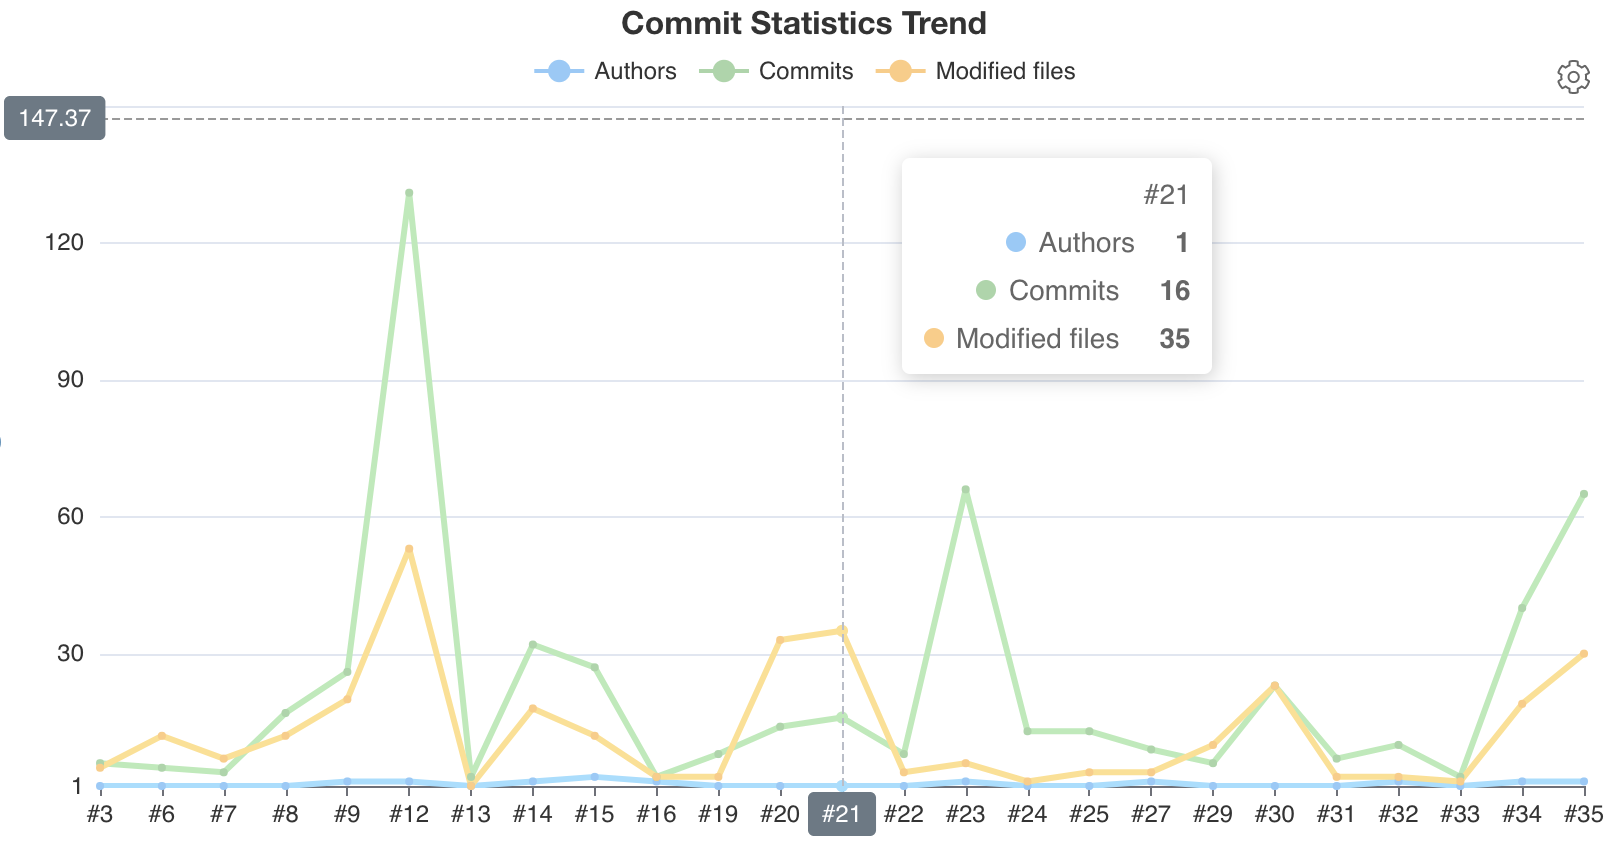 Commit Statistics Trend
Authors Commits Modified files
147.37
120
90
60
30
1
#21
Authors 1
Commits 16
Modified files 35
#3 #6 #7 #8 #9 #12 #13 #14 #15 #16 #19 #20 #21 #22 #23 #24 #25 #27 #29 #30 #31 #32 #33 #34 #35